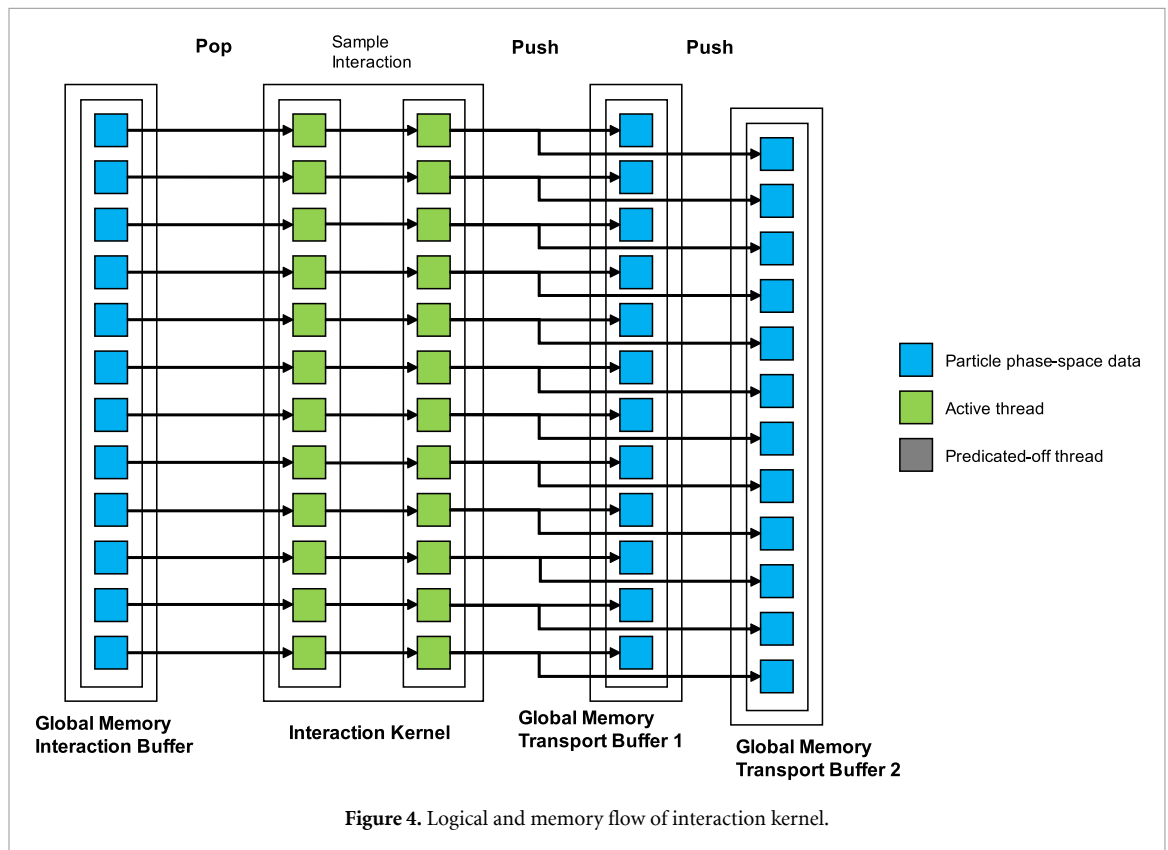 Pop
Sample
Interaction
Push
Push
Particle phase-space data
Active thread
Predicated-off thread
Global Memory
Interaction Buffer
Interaction Kernel
Global Memory
Transport Buffer 1
Global Memory
Transport Buffer 2
Figure 4. Logical and memory flow of interaction kernel.